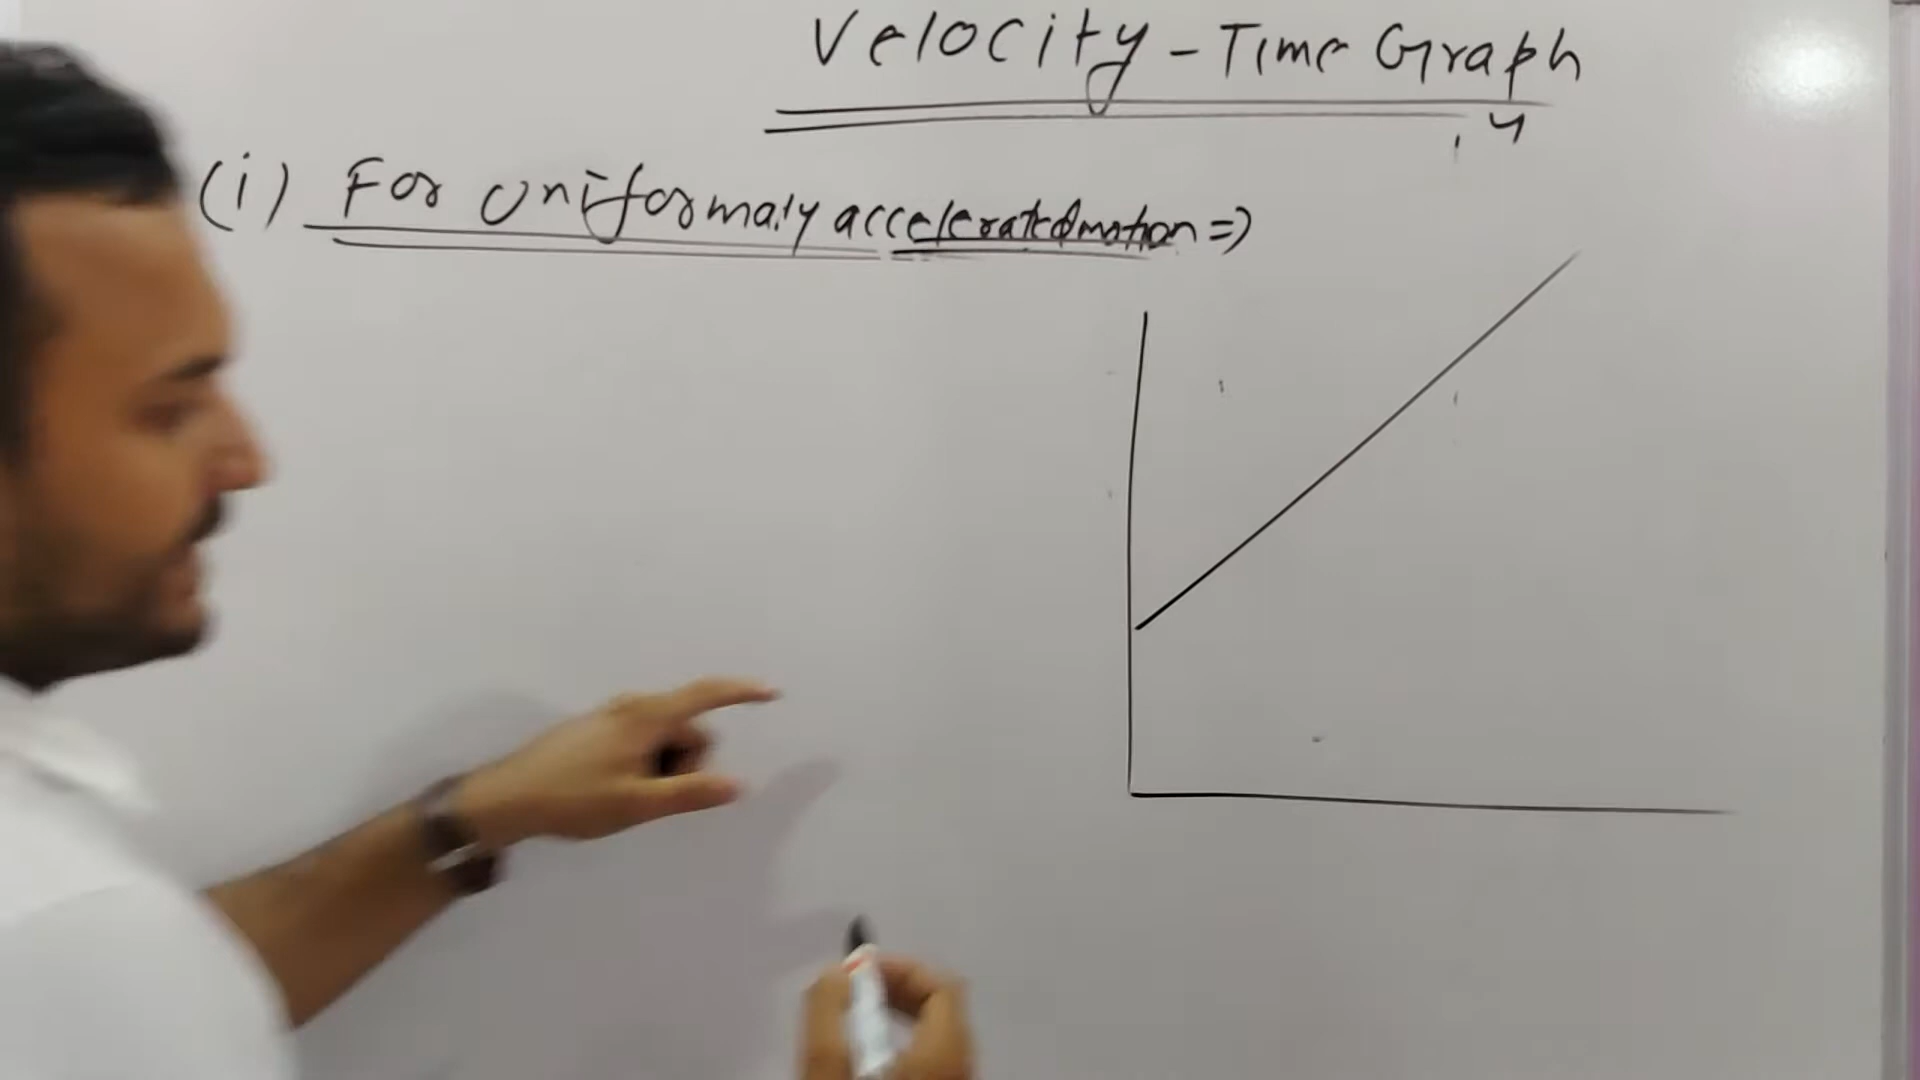 Velocity - Time Graph
(i) For Uniformaly accelerated motion =>